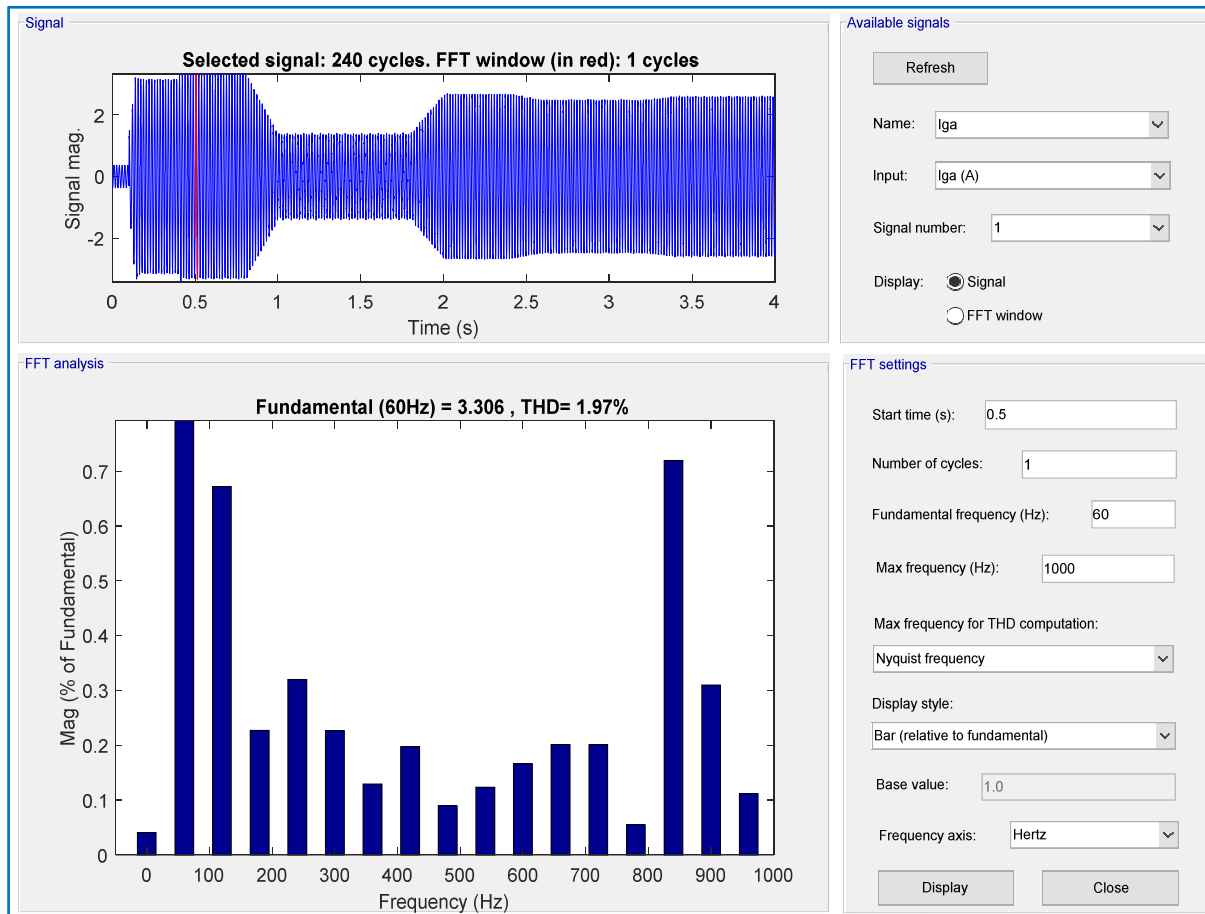 Signal
Selected signal: 240 cycles. FFT window (in red): 1 cycles
Signal mag.
2
0
-2
0 0.5 1 1.5 2 2.5 3 3.5 4
Time (s)
Available signals
Refresh
Name: Iga
Input: Iga (A)
Signal number: 1
Display: Signal
FFT window
FFT analysis
Fundamental (60Hz) = 3.306 , THD= 1.97%
Mag (% of Fundamental)
0.7
0.6
0.5
0.4
0.3
0.2
0.1
0
0 100 200 300 400 500 600 700 800 900 1000
Frequency (Hz)
FFT settings
Start time (s): 0.5
Number of cycles: 1
Fundamental frequency (Hz): 60
Max frequency (Hz): 1000
Max frequency for THD computation:
Nyquist frequency
Display style:
Bar (relative to fundamental)
Base value: 1.0
Frequency axis: Hertz
Display Close